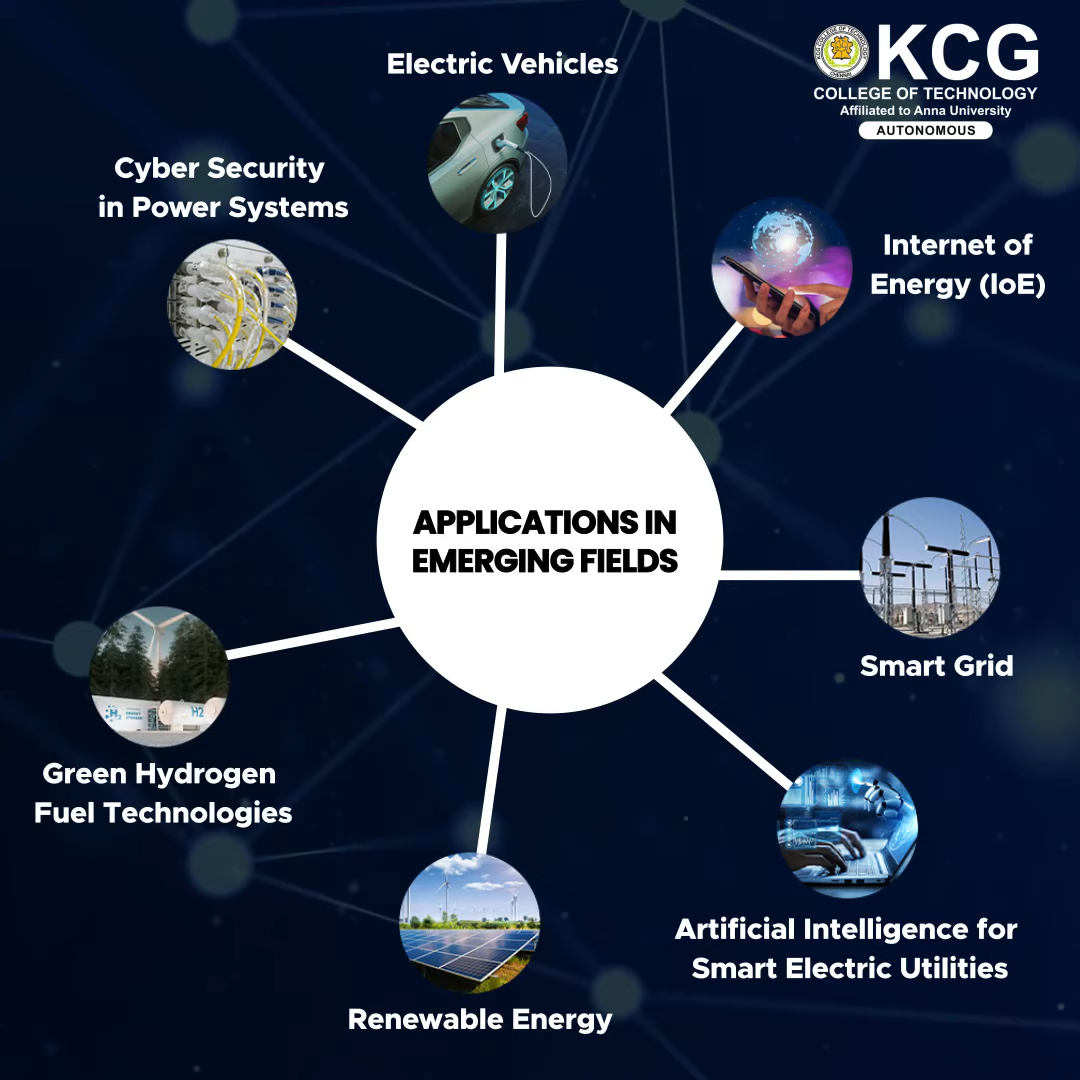 KCG
COLLEGE OF TECHNOLOGY
Affiliated to Anna University
AUTONOMOUS
Electric Vehicles
Cyber Security
in Power Systems
Internet of
Energy (IoE)
APPLICATIONS IN
EMERGING FIELDS
Smart Grid
H2
H2
Green Hydrogen
Fuel Technologies
Artificial Intelligence for
Smart Electric Utilities
Renewable Energy